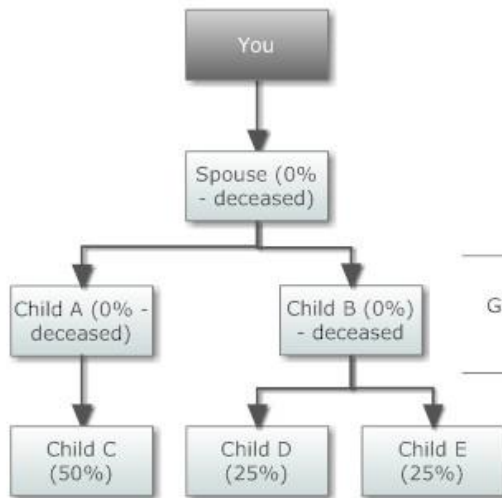 You
Spouse (0%
- deceased)
Child A (0% -
deceased)
Child B (0%)
- deceased
G
Child C
(50%)
Child D
(25%)
Child E
(25%)